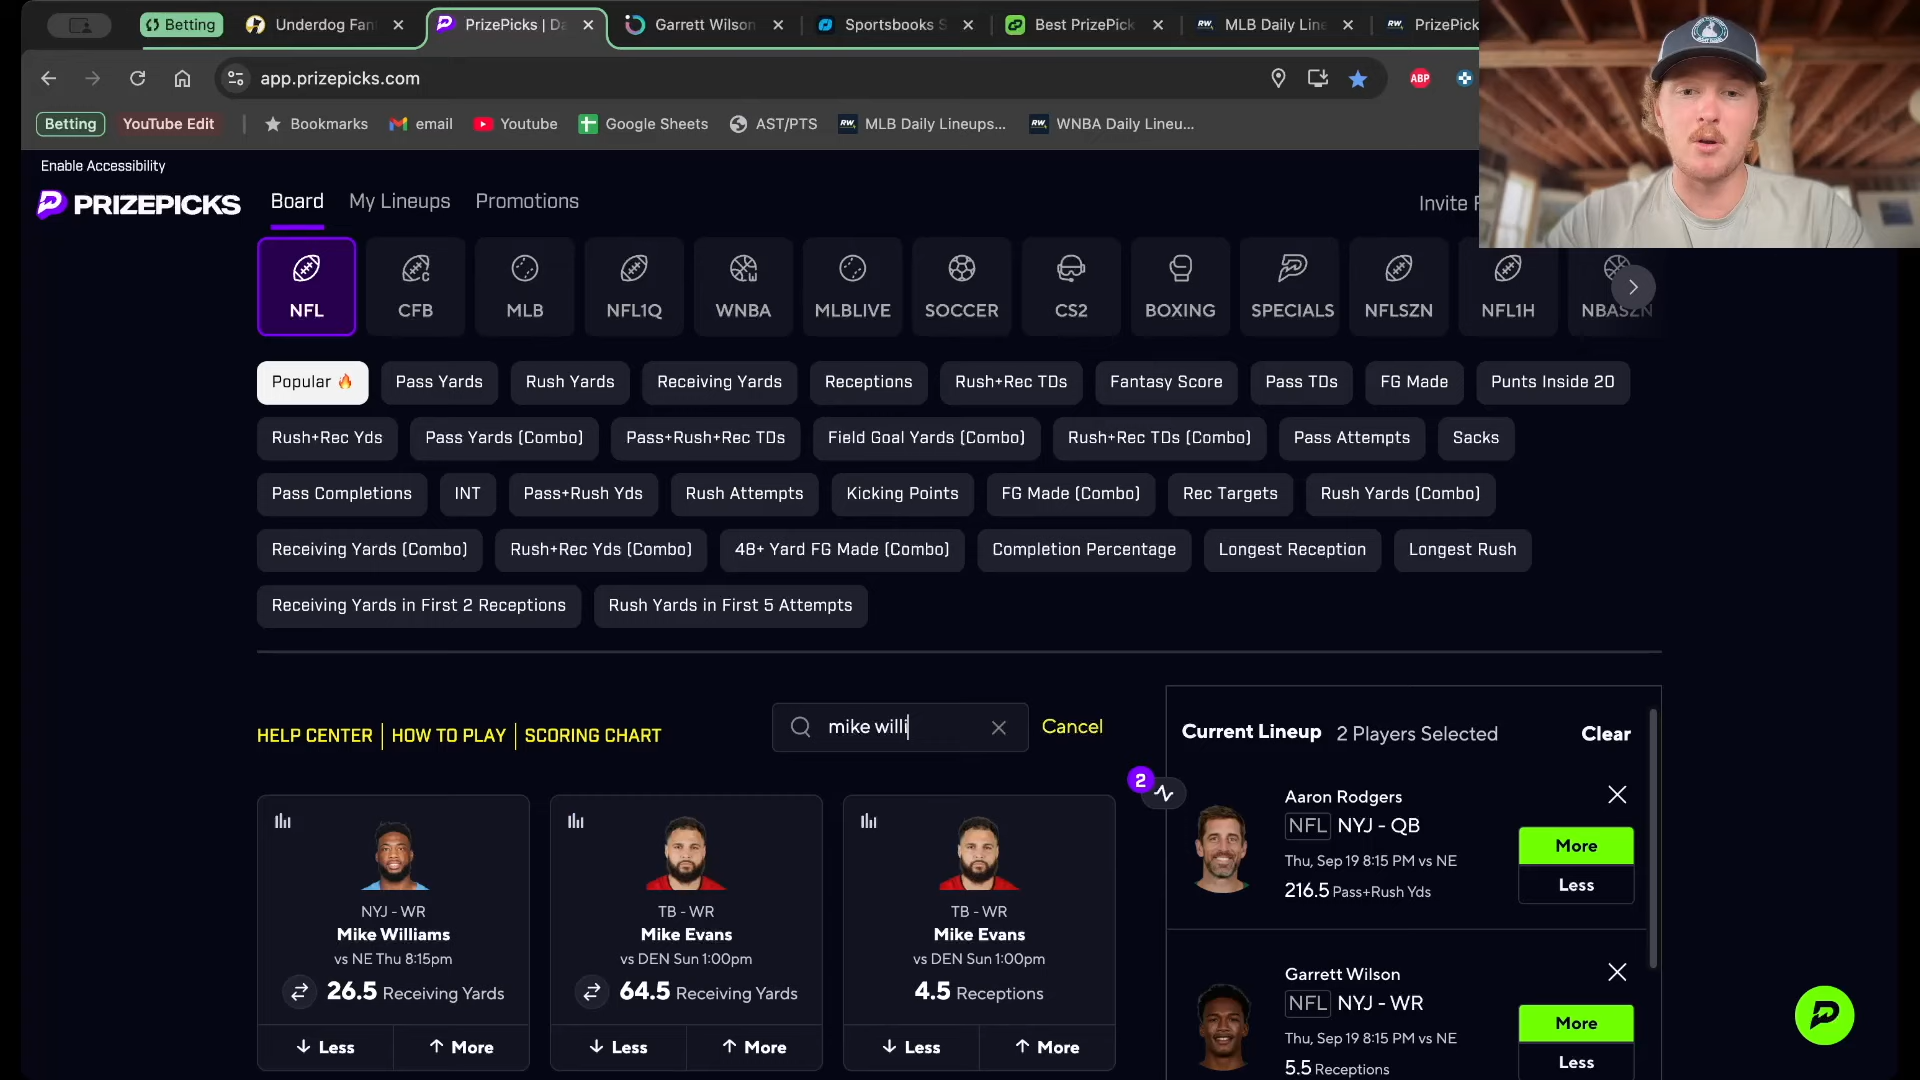 Betting
Underdog Fan
PrizePicks | Da
Garrett Wilson
Sportsbooks S
Best PrizePick
MLB Daily Line
PrizePick
app.prizepicks.com
ABP
Betting
YouTube Edit
Bookmarks
email
Youtube
Google Sheets
AST/PTS
RW
MLB Daily Lineups...
RW
WNBA Daily Lineu...
Enable Accessibility
PRIZEPICKS
Board
My Lineups
Promotions
Invite F
NFL
CFB
MLB
NFL1Q
WNBA
MLBLIVE
SOCCER
CS2
BOXING
SPECIALS
NFLSZN
NFL1H
NBASZN
Popular 🔥
Pass Yards
Rush Yards
Receiving Yards
Receptions
Rush+Rec TDs
Fantasy Score
Pass TDs
FG Made
Punts Inside 20
Rush+Rec Yds
Pass Yards (Combo)
Pass+Rush+Rec TDs
Field Goal Yards (Combo)
Rush+Rec TDs (Combo)
Pass Attempts
Sacks
Pass Completions
INT
Pass+Rush Yds
Rush Attempts
Kicking Points
FG Made (Combo)
Rec Targets
Rush Yards (Combo)
Receiving Yards (Combo)
Rush+Rec Yds (Combo)
48+ Yard FG Made (Combo)
Completion Percentage
Longest Reception
Longest Rush
Receiving Yards in First 2 Receptions
Rush Yards in First 5 Attempts
HELP CENTER
HOW TO PLAY
SCORING CHART
mike willi
Cancel
NYJ - WR
Mike Williams
vs NE Thu 8:15pm
26.5 Receiving Yards
Less
More
TB - WR
Mike Evans
vs DEN Sun 1:00pm
64.5 Receiving Yards
Less
More
TB - WR
Mike Evans
vs DEN Sun 1:00pm
4.5 Receptions
Less
More
Current Lineup
2 Players Selected
Clear
2
Aaron Rodgers
NFL NYJ - QB
Thu, Sep 19 8:15 PM vs NE
216.5 Pass+Rush Yds
More
Less
Garrett Wilson
NFL NYJ - WR
Thu, Sep 19 8:15 PM vs NE
5.5 Receptions
More
Less